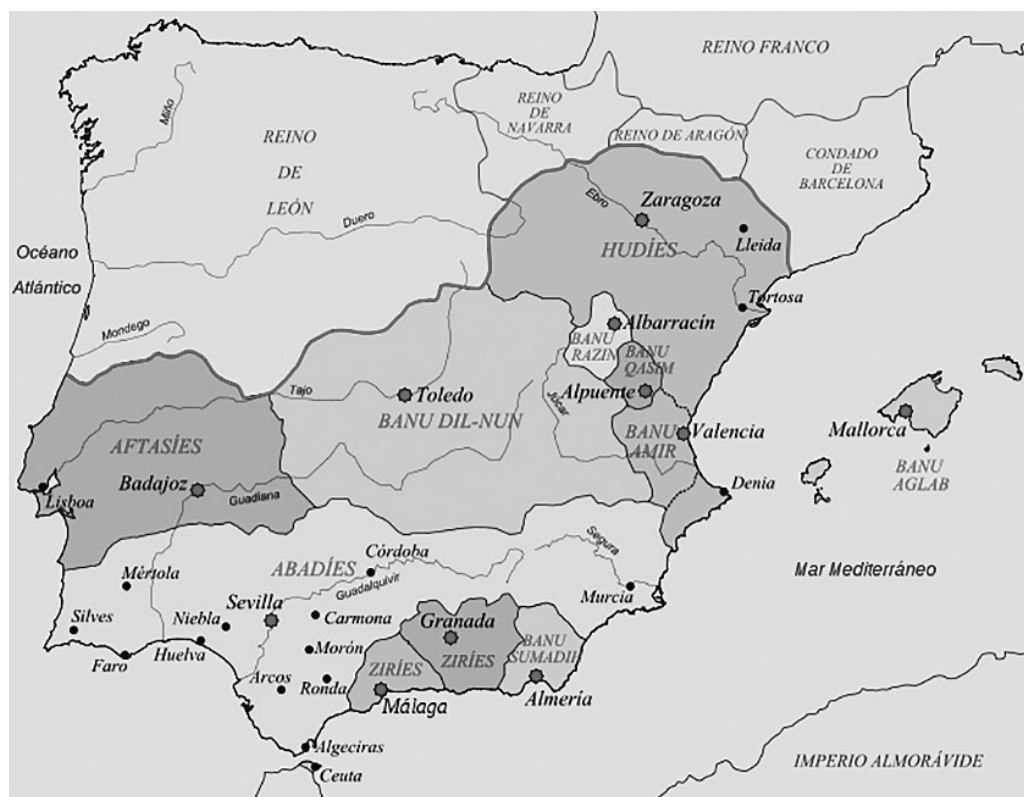 REINO FRANCO
REINO
DE
NAVARRA
REINO DE ARAGÓN
CONDADO
DE
BARCELONA
REINO
DE
LEÓN
Miño
Duero
Ebro
Zaragoza
Lleida
HUDÍES
Océano
Atlántico
Mondego
Tortosa
Albarracín
BANU
RAZIN
BANU
QASIM
Alpuente
Tajo
Toledo
BANU DIL-NUN
Júcar
BANU
AMIR
Valencia
Mallorca
BANU
AGLAB
AFTASÍES
Badajoz
Guadiana
Lisboa
Denia
Mar Mediterráneo
Segura
Murcia
ABADÍES
Córdoba
Guadalquivir
Mértola
Sevilla
Niebla
Carmona
Silves
Faro
Huelva
Morón
Arcos
Ronda
Granada
ZIRÍES
ZIRÍES
Málaga
BANU
SUMADIH
Almería
Algeciras
Ceuta
IMPERIO ALMORÁVIDE